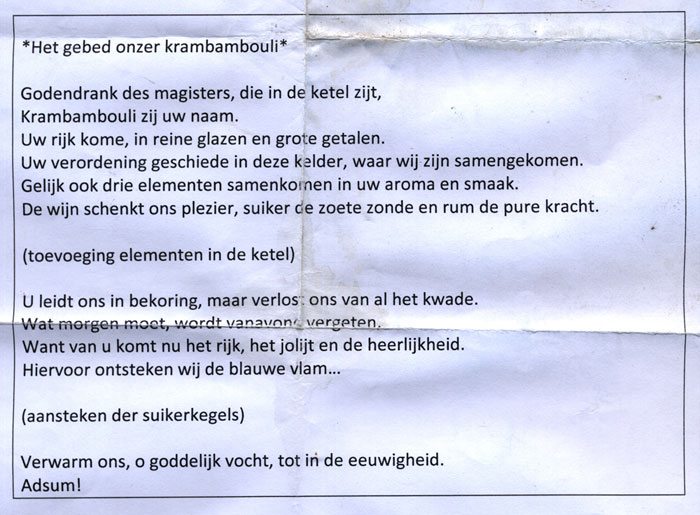 *Het gebed onzer krambambouli*
Godendrank des magisters, die in de ketel zijt,
Krambambouli zij uw naam.
Uw rijk kome, in reine glazen en grote getalen.
Uw verordening geschiede in deze kelder, waar wij zijn samengekomen.
Gelijk ook drie elementen samenkomen in uw aroma en smaak.
De wijn schenkt ons plezier, suiker de zoete zonde en rum de pure kracht.
(toevoeging elementen in de ketel)
U leidt ons in bekoring, maar verlost ons van al het kwade.
Wat morgen moet, wordt vanavond vergeten.
Want van u komt nu het rijk, het jolijt en de heerlijkheid.
Hiervoor ontsteken wij de blauwe vlam...
(aansteken der suikerkegels)
Verwarm ons, o goddelijk vocht, tot in de eeuwigheid.
Adsum!